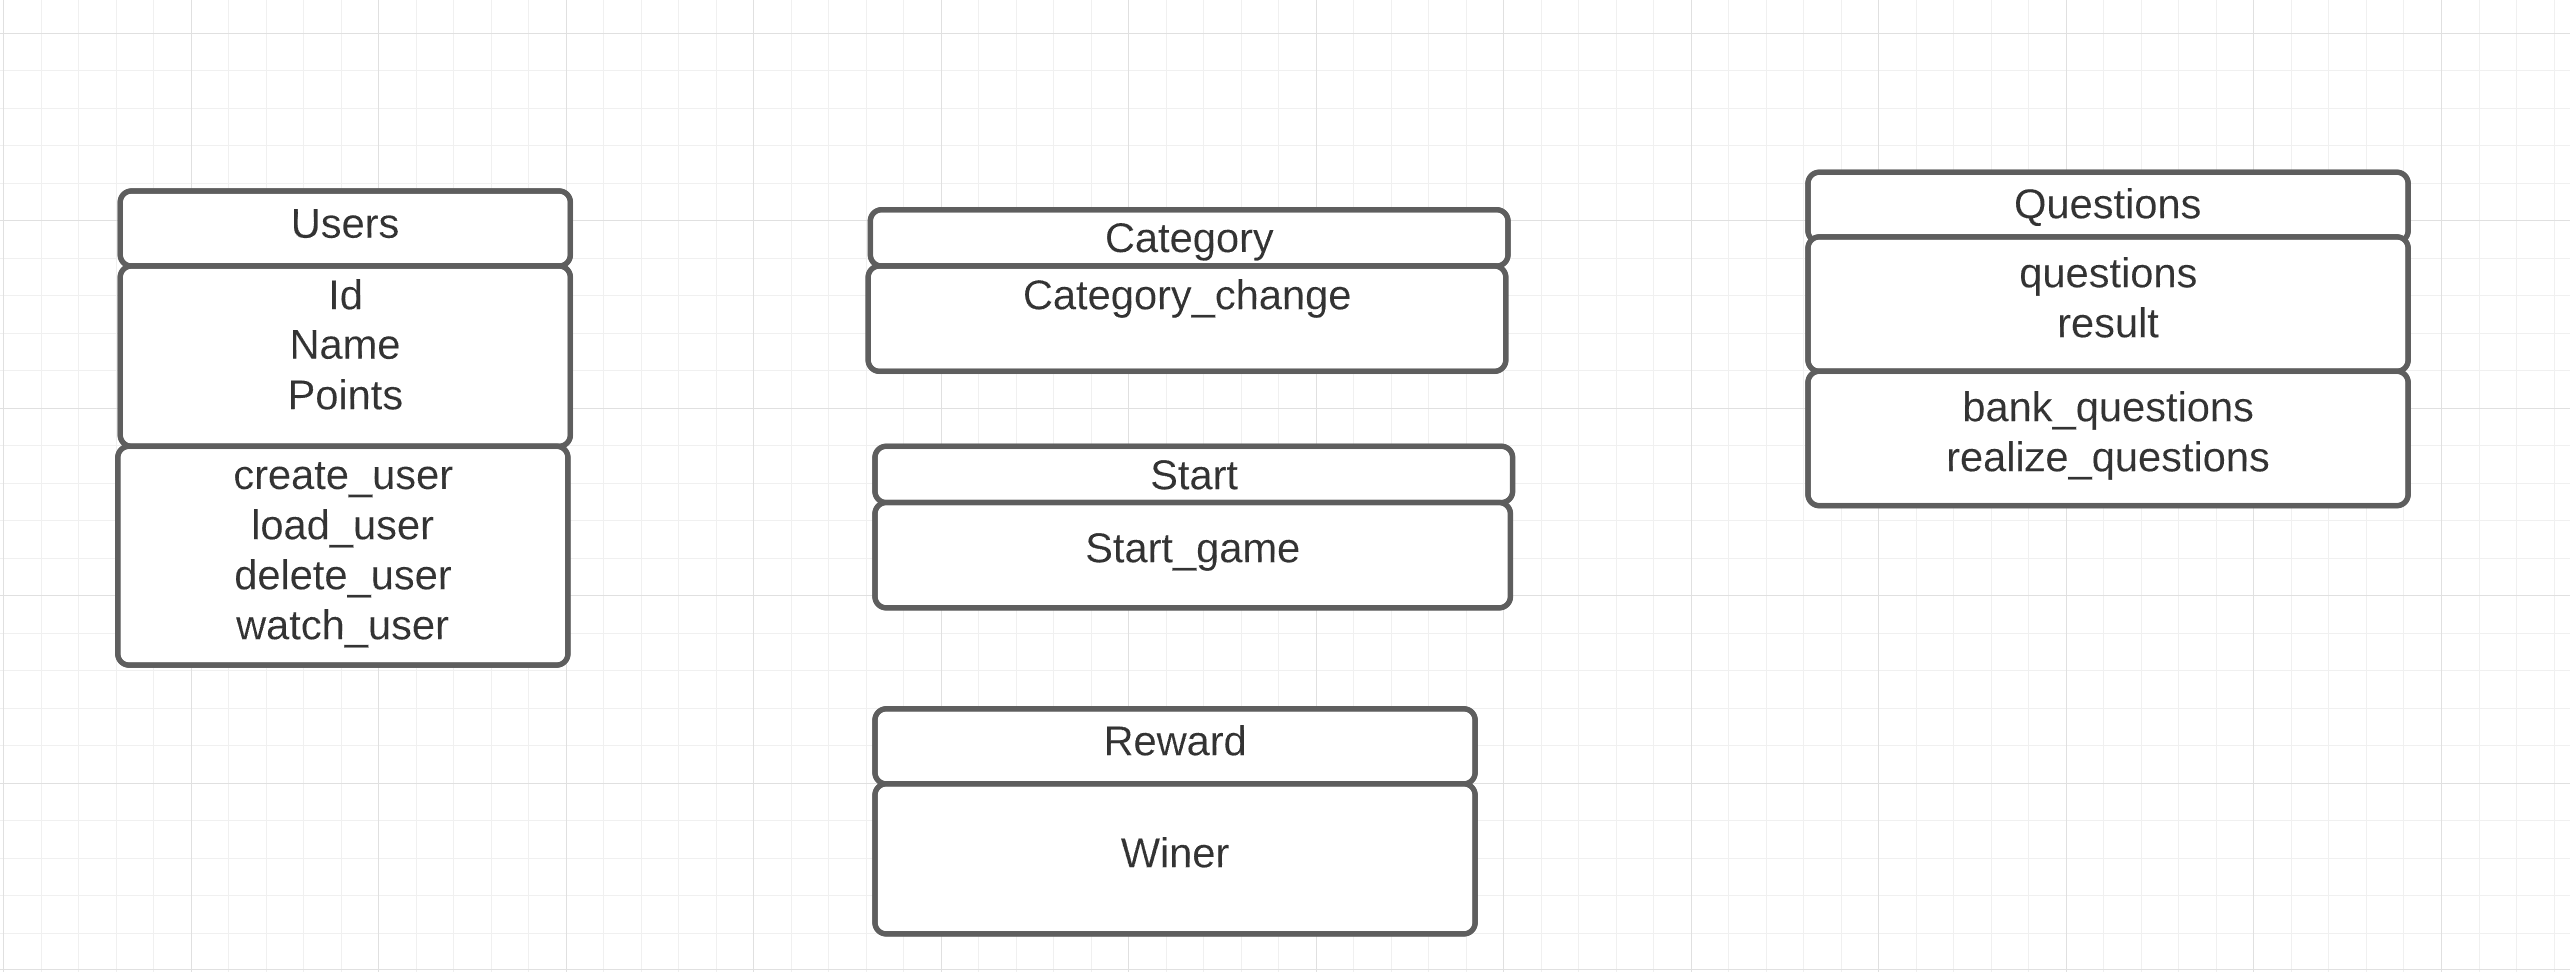 Users
Id
Name
Points
create_user
load_user
delete_user
watch_user
Category
Category_change
Start
Start_game
Reward
Winer
Questions
questions
result
bank_questions
realize_questions